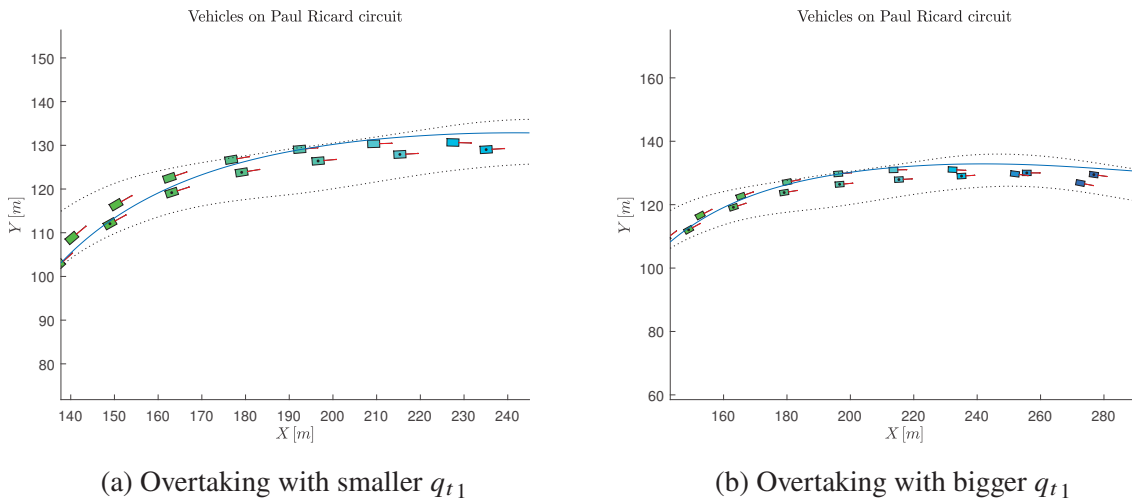 Vehicles on Paul Ricard circuit
150
140
130
120
110
100
90
80
Y [m]
140 150 160 170 180 190 200 210 220 230 240
X [m]
(a) Overtaking with smaller q_{t1}
Vehicles on Paul Ricard circuit
160
140
120
100
80
60
Y [m]
160 180 200 220 240 260 280
X [m]
(b) Overtaking with bigger q_{t1}